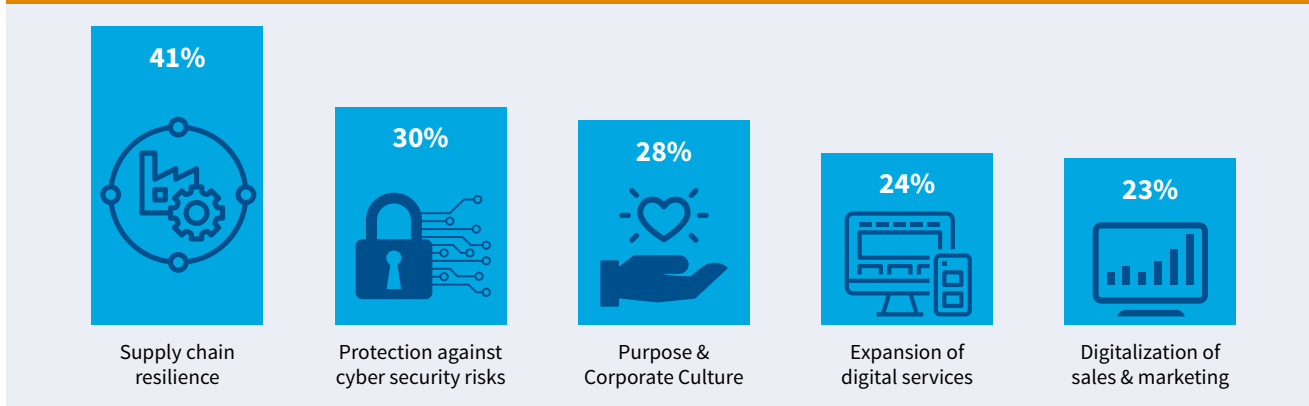 41%
30%
28%
24%
23%
Supply chain
resilience
Protection against
cyber security risks
Purpose &
Corporate Culture
Expansion of
digital services
Digitalization of
sales & marketing